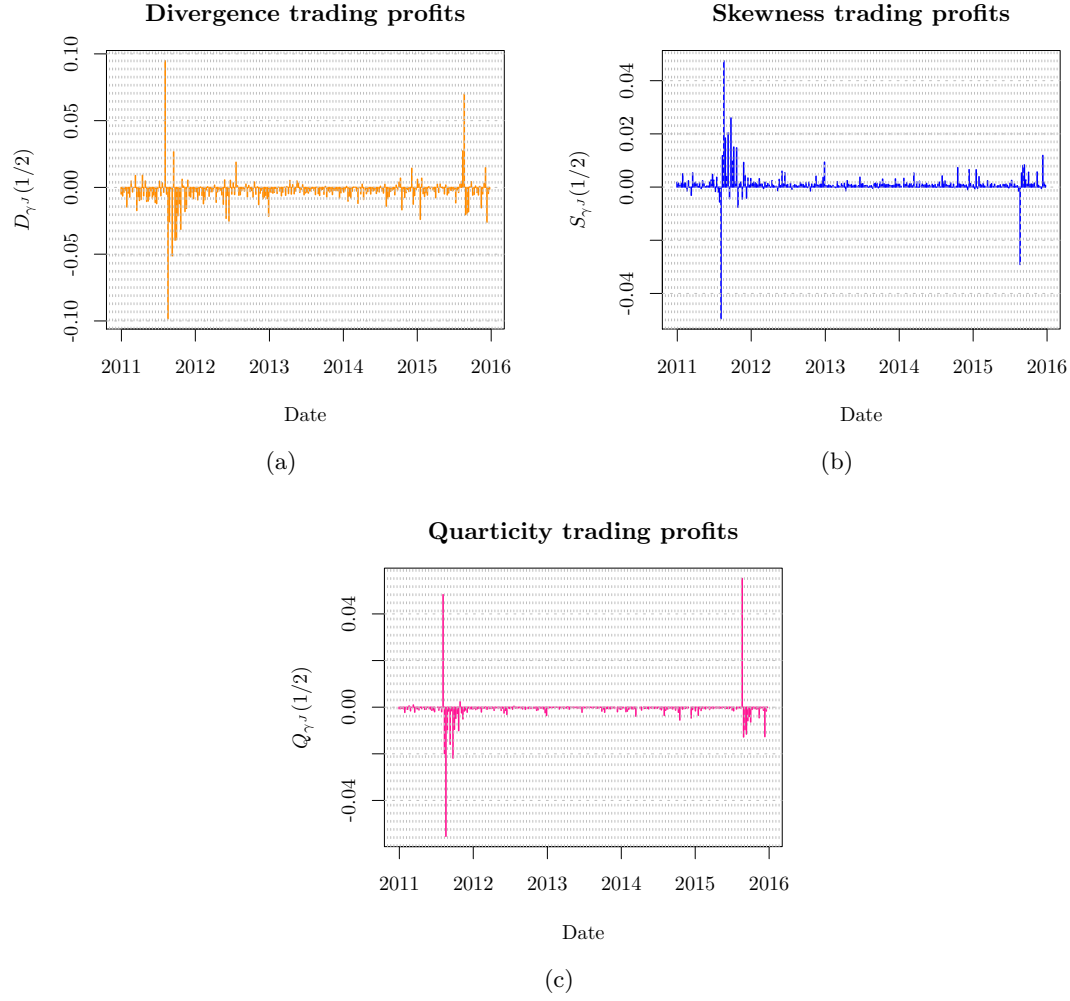 Divergence trading profits
D_γ^J (1/2)
0.10
0.05
0.00
-0.05
-0.10
2011 2012 2013 2014 2015 2016
Date
(a)
Skewness trading profits
S_γ^J (1/2)
0.04
0.02
0.00
-0.04
2011 2012 2013 2014 2015 2016
Date
(b)
Quarticity trading profits
Q_γ^J (1/2)
0.04
0.00
-0.04
2011 2012 2013 2014 2015 2016
Date
(c)